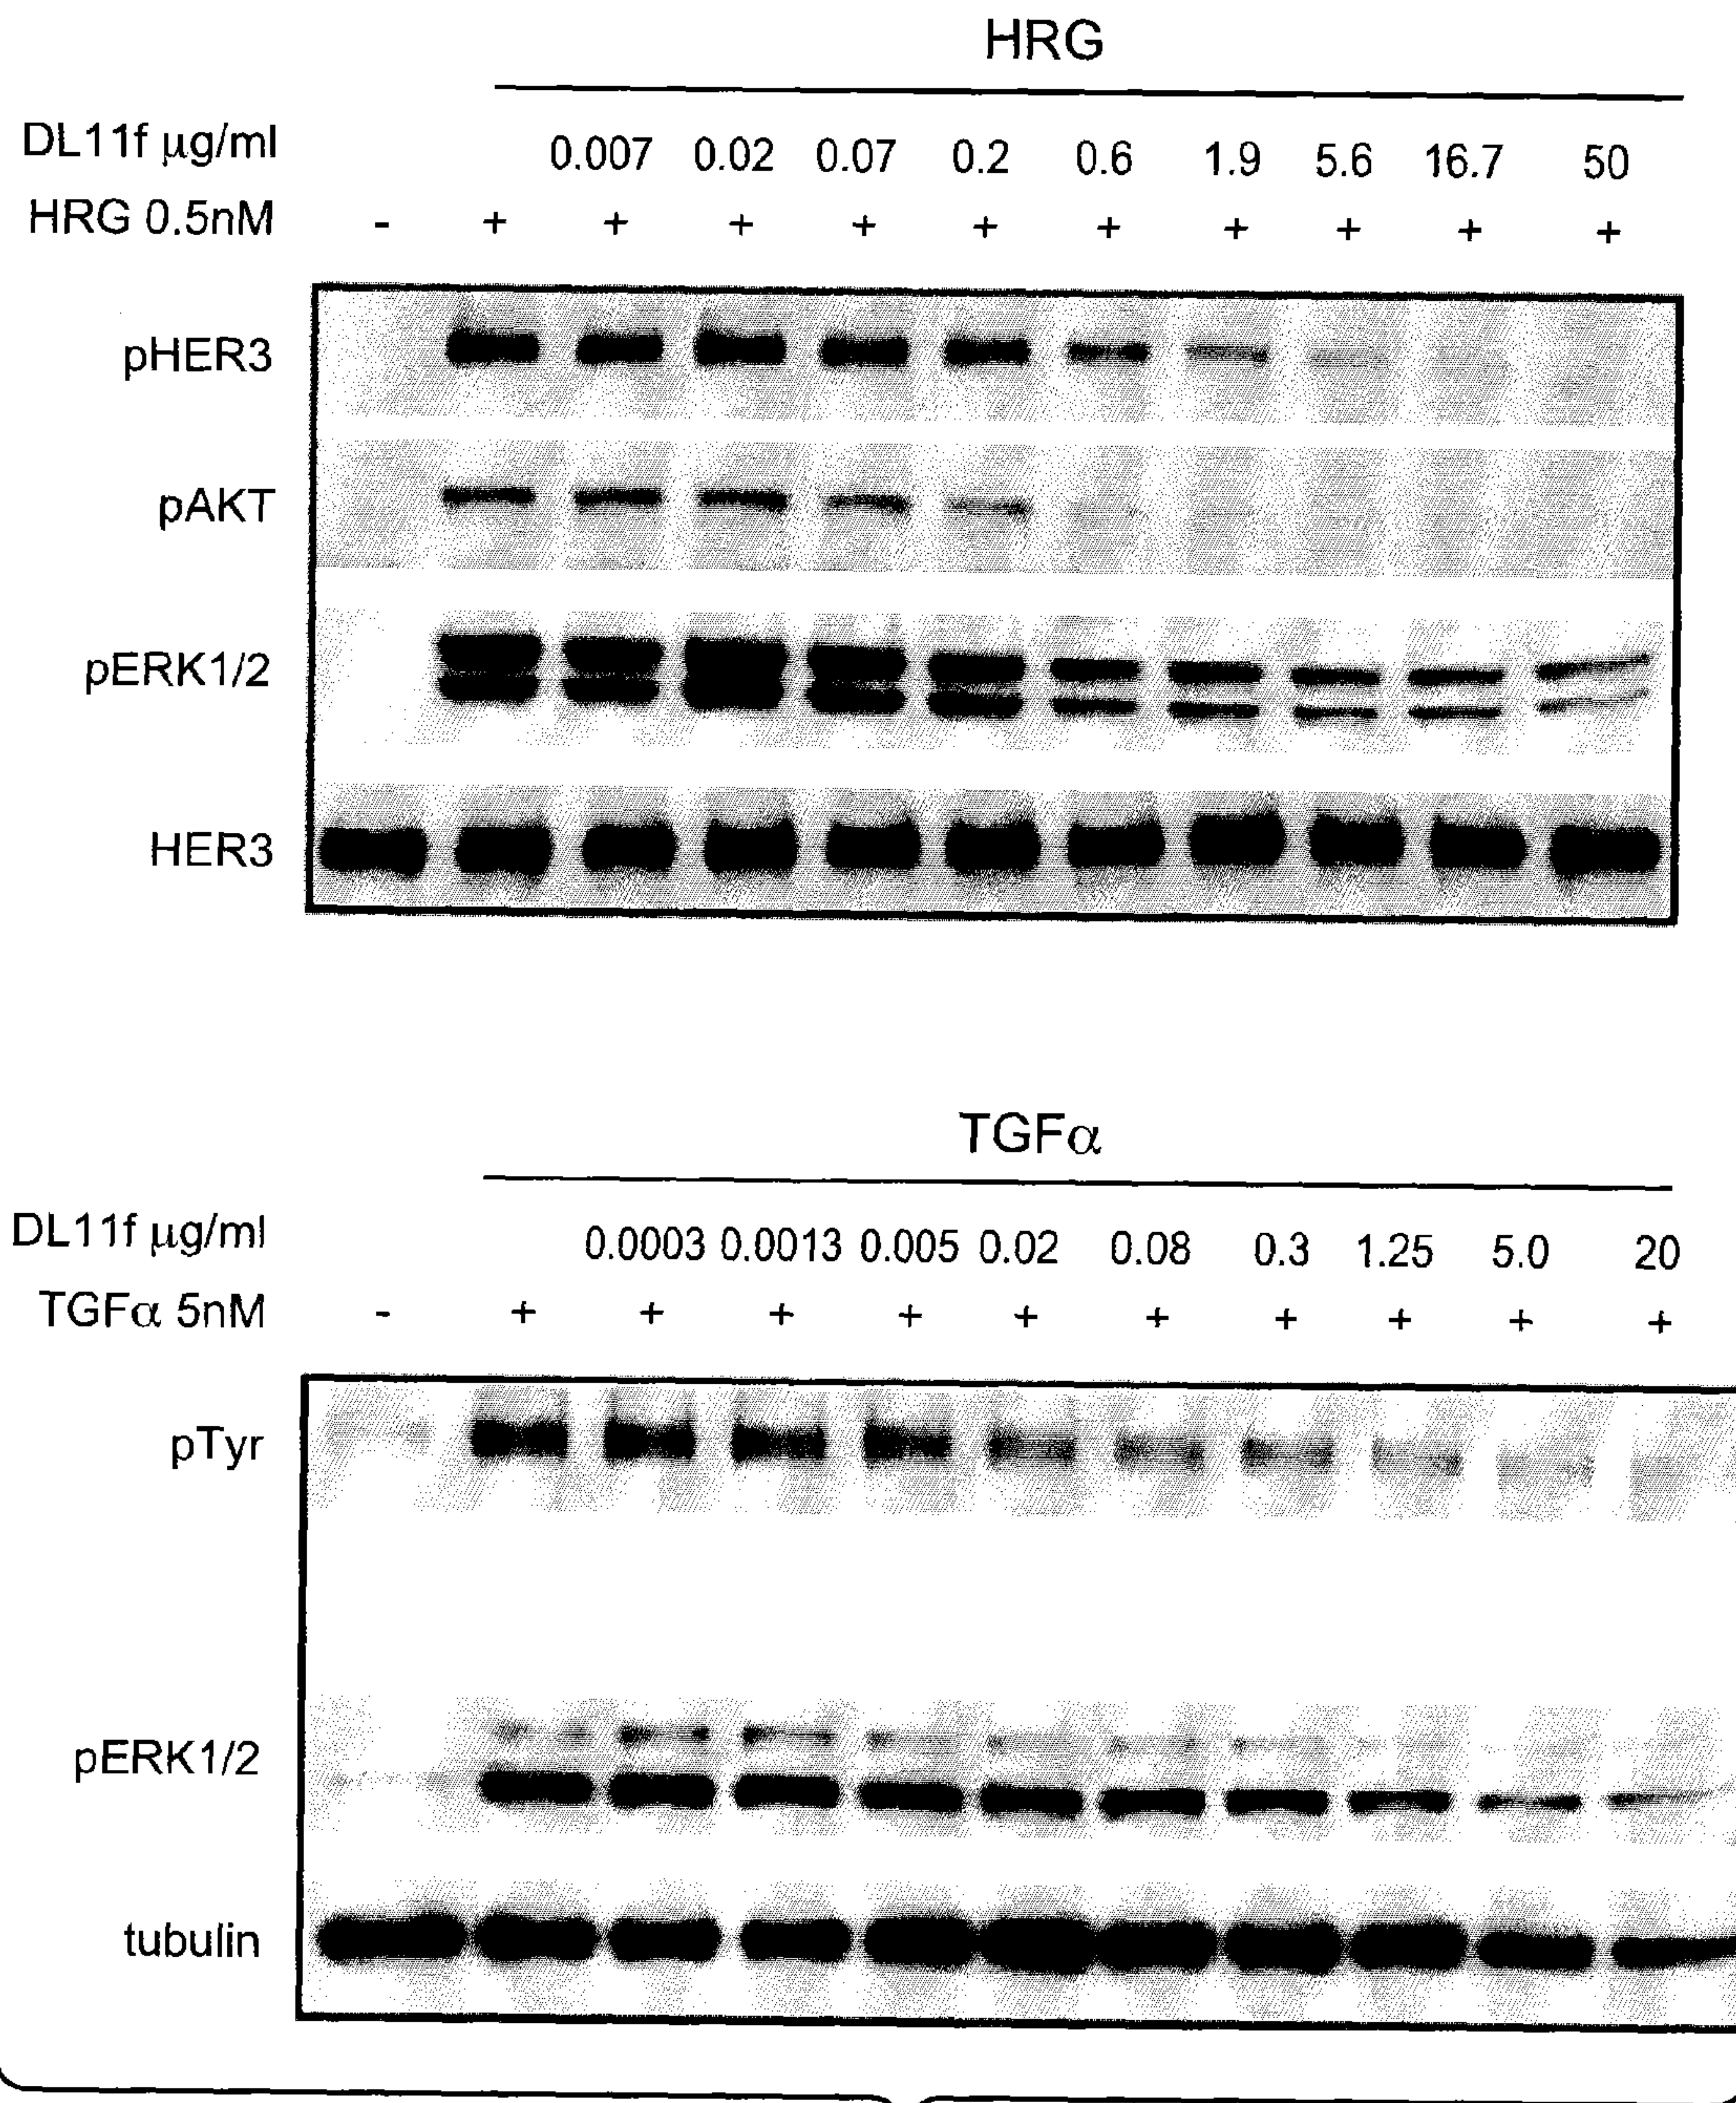 HRG
DL11f µg/ml 0.007 0.02 0.07 0.2 0.6 1.9 5.6 16.7 50
HRG 0.5nM - + + + + + + + + + +
pHER3
pAKT
pERK1/2
HER3
TGFα
DL11f µg/ml 0.0003 0.0013 0.005 0.02 0.08 0.3 1.25 5.0 20
TGFα 5nM - + + + + + + + + + +
pTyr
pERK1/2
tubulin